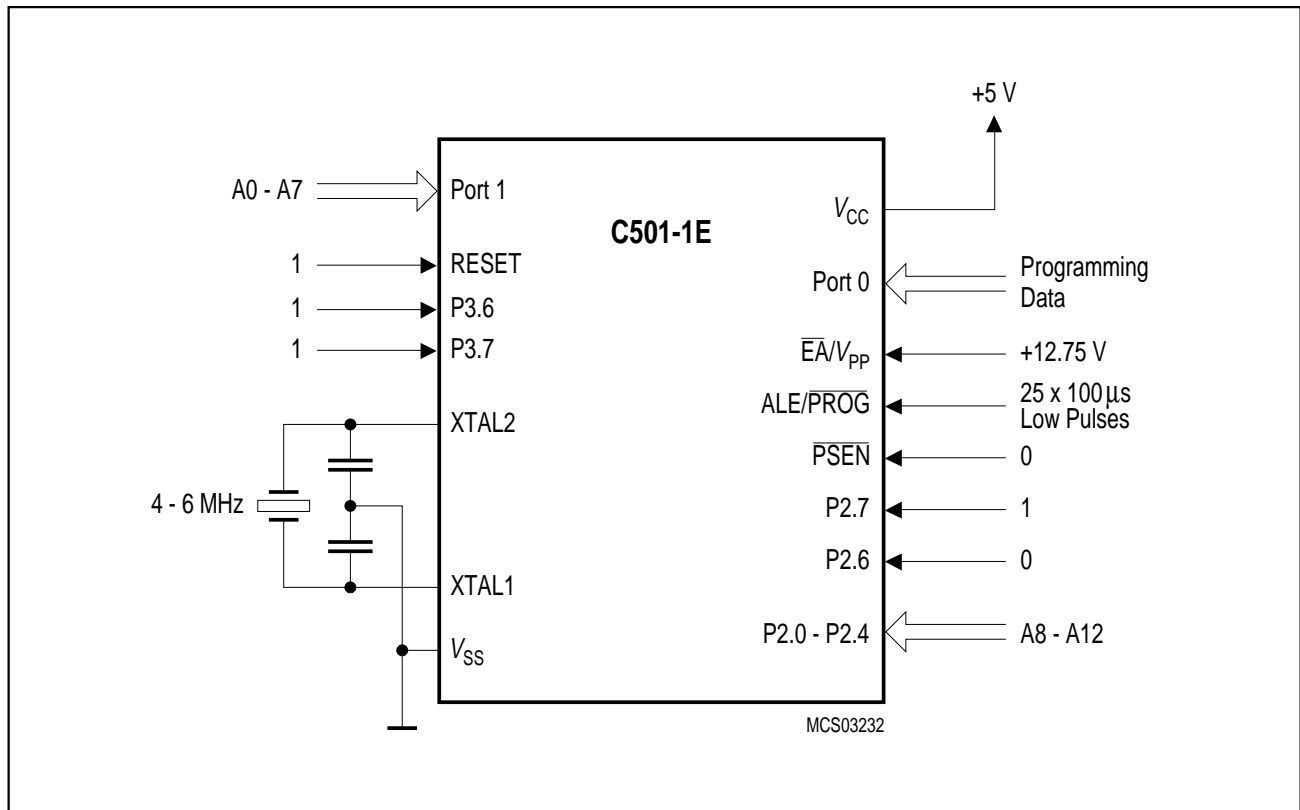 +5 V
A0 - A7
Port 1
VCC
C501-1E
1
RESET
Port 0
Programming
Data
1
P3.6
1
P3.7
EA/VPP
+12.75 V
ALE/PROG
25 x 100 µs
Low Pulses
XTAL2
PSEN
0
4 - 6 MHz
P2.7
1
P2.6
0
XTAL1
P2.0 - P2.4
A8 - A12
VSS
MCS03232